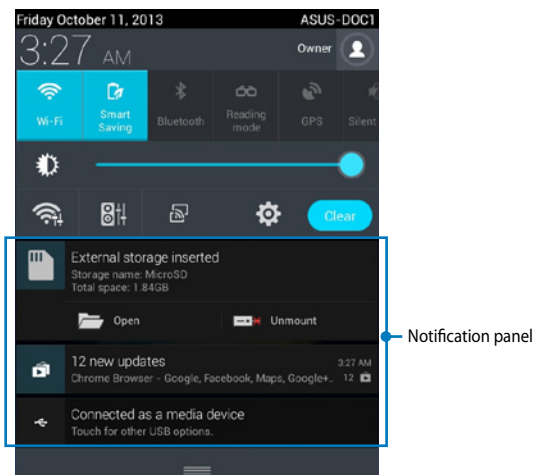 Friday October 11, 2013 ASUS-DOC1
3:27 AM Owner
Wi-Fi Smart Saving Bluetooth Reading mode GPS Silent
Clear
External storage inserted
Storage name: MicroSD
Total space: 1.84GB
Open Unmount
Notification panel
12 new updates 3:27 AM
Chrome Browser - Google, Facebook, Maps, Google+.. 12
Connected as a media device
Touch for other USB options.